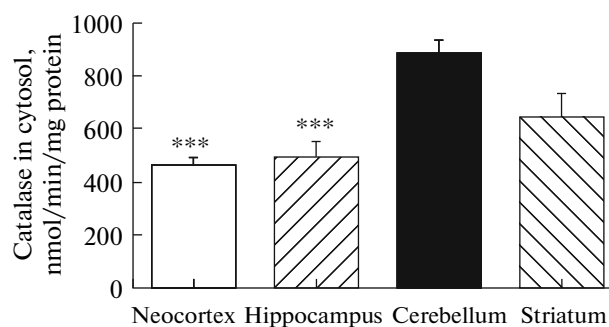 Catalase in cytosol,
nmol/min/mg protein
1000
800
600
400
200
0
***
***
Neocortex Hippocampus Cerebellum Striatum